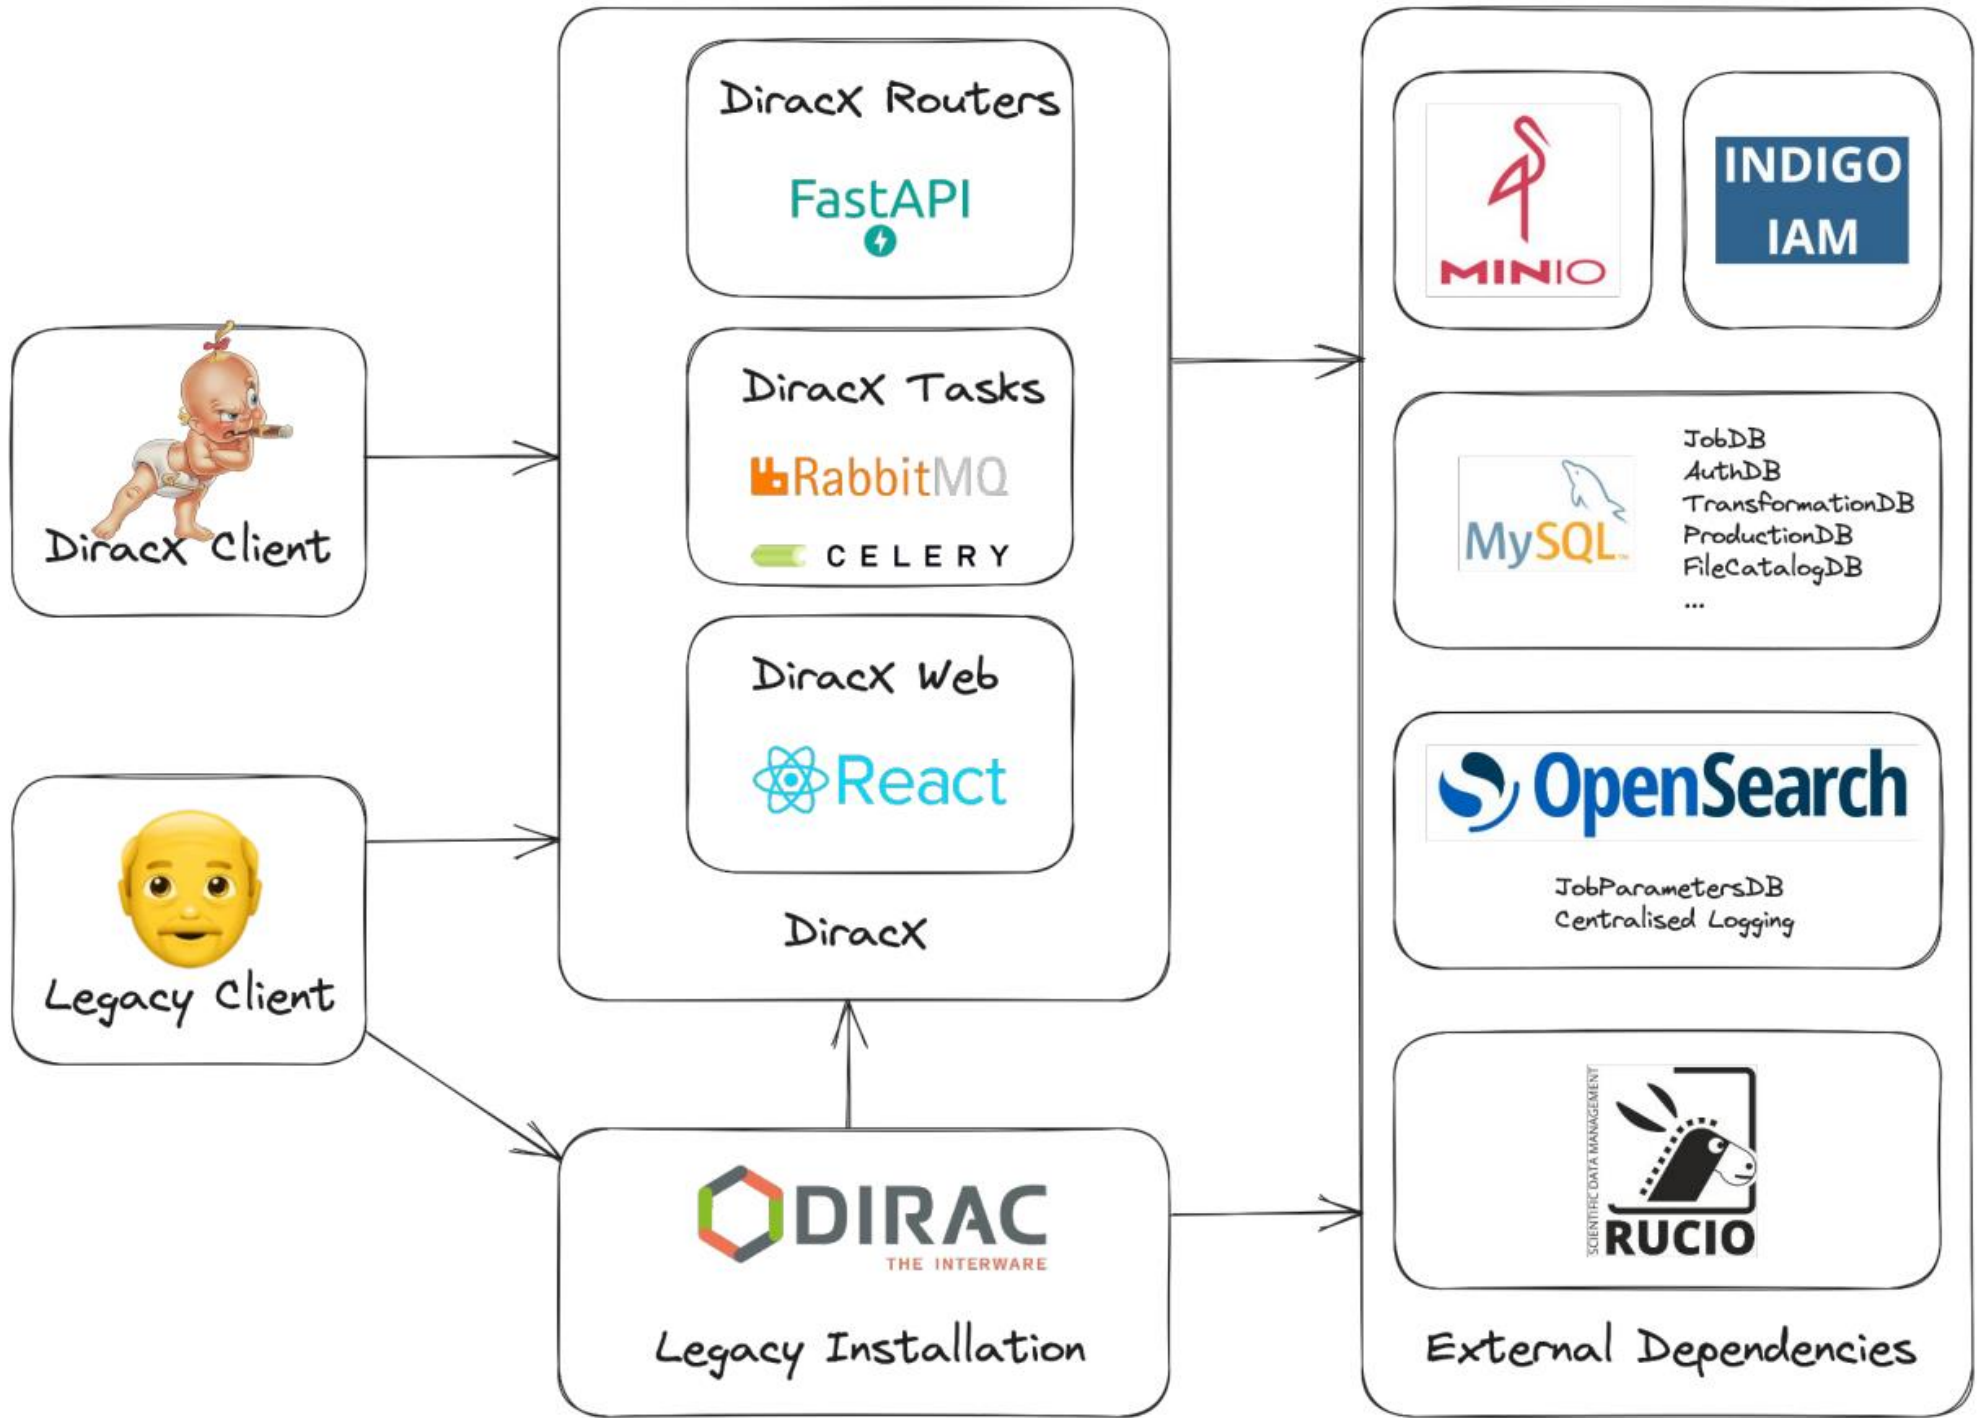 DiracX Routers
FastAPI
DiracX Tasks
RabbitMQ
CELERY
DiracX Web
React
DiracX
DiracX Client
Legacy Client
DIRAC
THE INTERWARE
Legacy Installation
MINIO
INDIGO
IAM
MySQL
JobDB
AuthDB
TransformationDB
ProductionDB
FileCatalogDB
...
OpenSearch
JobParametersDB
Centralised Logging
SCIENTIFIC DATA MANAGEMENT
RUCIO
External Dependencies